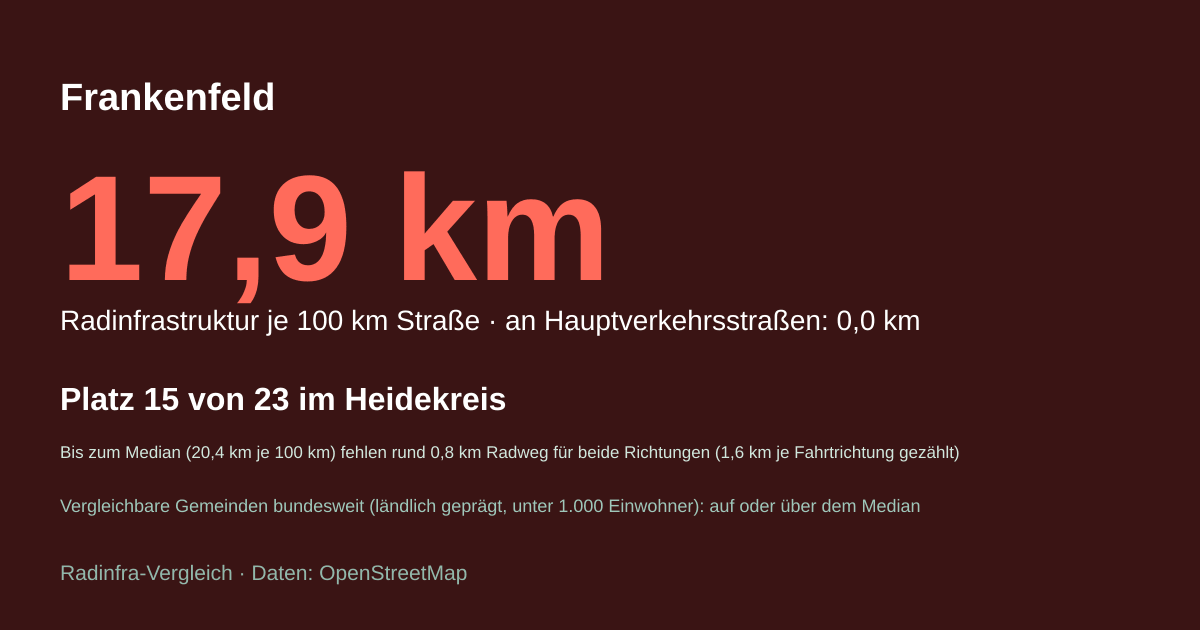 Frankenfeld
17,9 km
Radinfrastruktur je 100 km Straße · an Hauptverkehrsstraßen: 0,0 km
Platz 15 von 23 im Heidekreis
Bis zum Median (20,4 km je 100 km) fehlen rund 0,8 km Radweg für beide Richtungen (1,6 km je Fahrtrichtung gezählt)
Vergleichbare Gemeinden bundesweit (ländlich geprägt, unter 1.000 Einwohner): auf oder über dem Median
Radinfra-Vergleich · Daten: OpenStreetMap